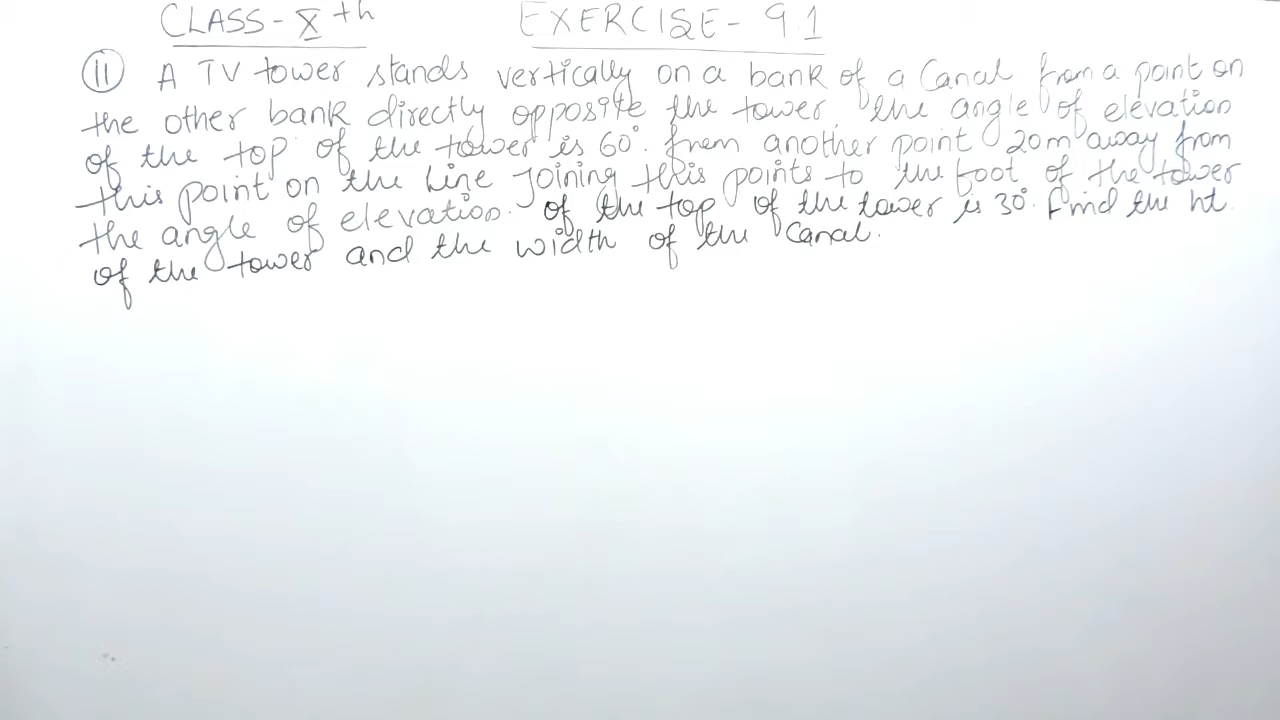 CLASS - Xth EXERCISE - 9.1
11 A TV tower stands vertically on a bank of a Canal from a point on
the other bank directly opposite the tower, the angle of elevation
of the top of the tower is 60°. from another point 20m away from
this point on the line joining this points to the foot of the tower
the angle of elevation. of the top of the tower is 30°. Find the ht.
of the tower and the width of the Canal.